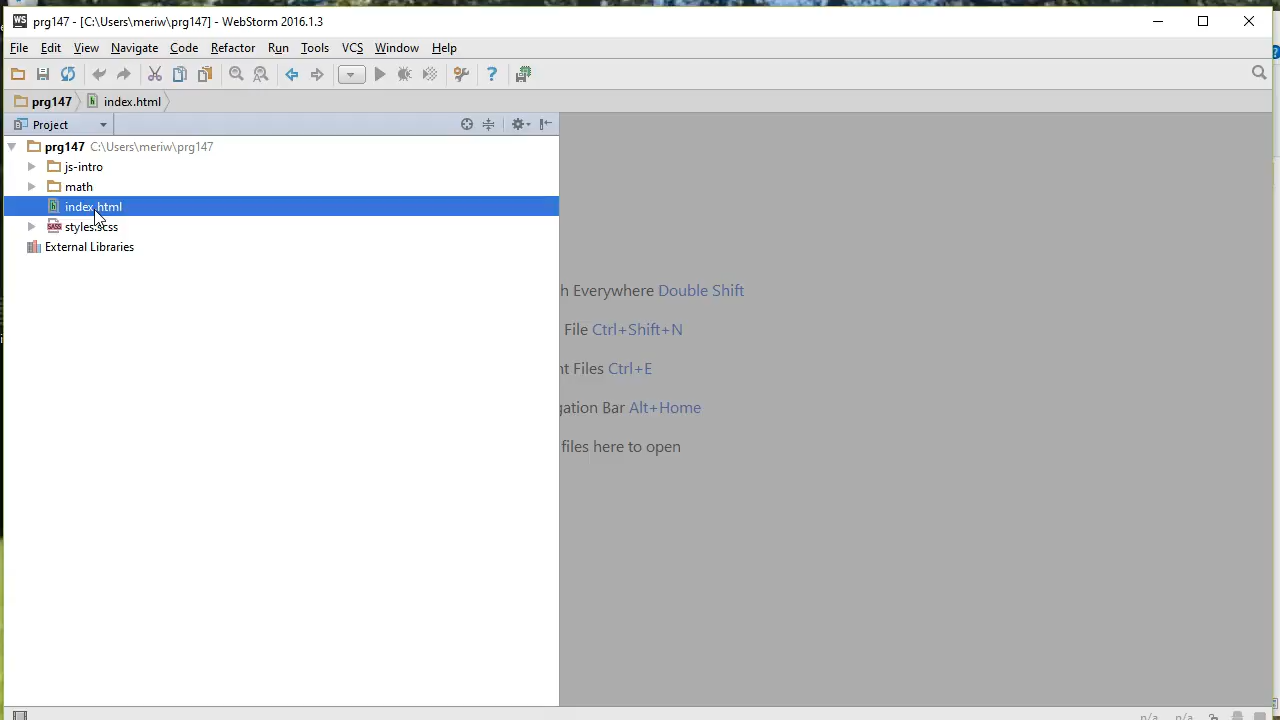 WS prg147 - [C:\Users\meriw\prg147] - WebStorm 2016.1.3
File Edit View Navigate Code Refactor Run Tools VCS Window Help
prg147 index.html
Project
prg147 C:\Users\meriw\prg147
js-intro
math
index.html
styles.scss
External Libraries
h Everywhere Double Shift
File Ctrl+Shift+N
nt Files Ctrl+E
gation Bar Alt+Home
files here to open
n/a n/a